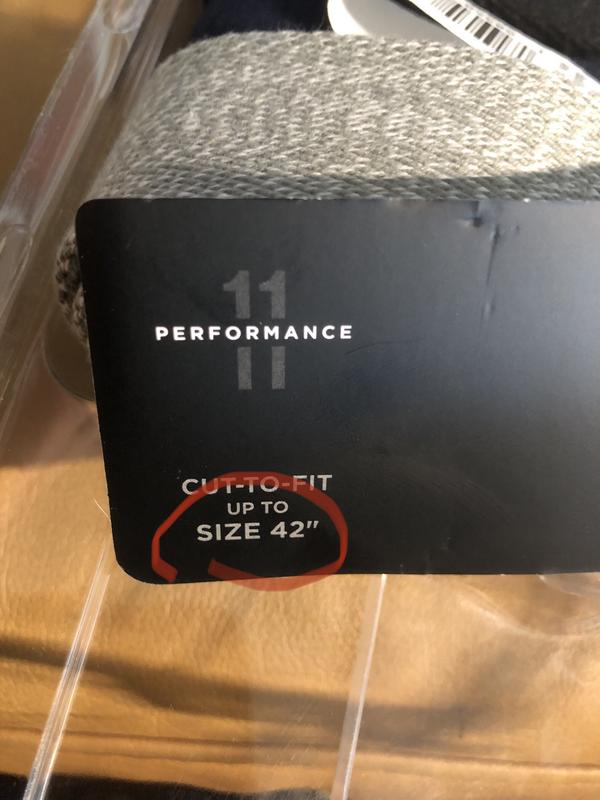 11
PERFORMANCE
CUT-TO-FIT
UP TO
SIZE 42"